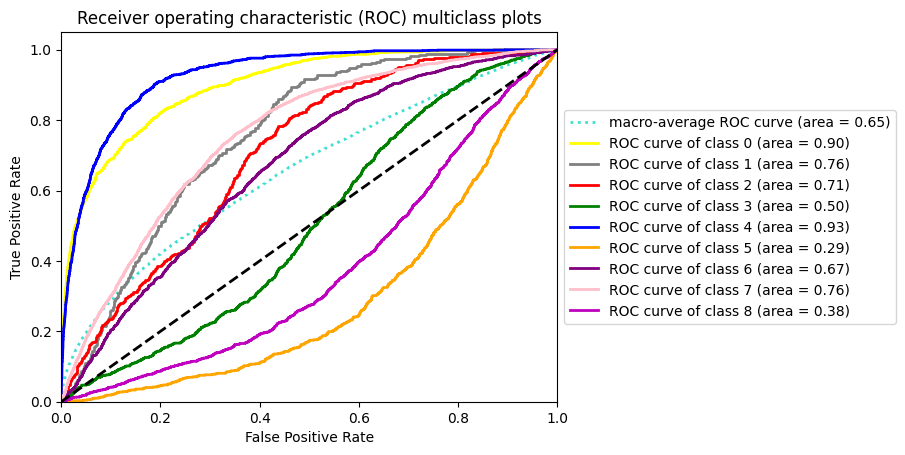 Receiver operating characteristic (ROC) multiclass plots
1.0
0.8
0.6
0.4
0.2
0.0
True Positive Rate
0.0 0.2 0.4 0.6 0.8 1.0
False Positive Rate
macro-average ROC curve (area = 0.65)
ROC curve of class 0 (area = 0.90)
ROC curve of class 1 (area = 0.76)
ROC curve of class 2 (area = 0.71)
ROC curve of class 3 (area = 0.50)
ROC curve of class 4 (area = 0.93)
ROC curve of class 5 (area = 0.29)
ROC curve of class 6 (area = 0.67)
ROC curve of class 7 (area = 0.76)
ROC curve of class 8 (area = 0.38)